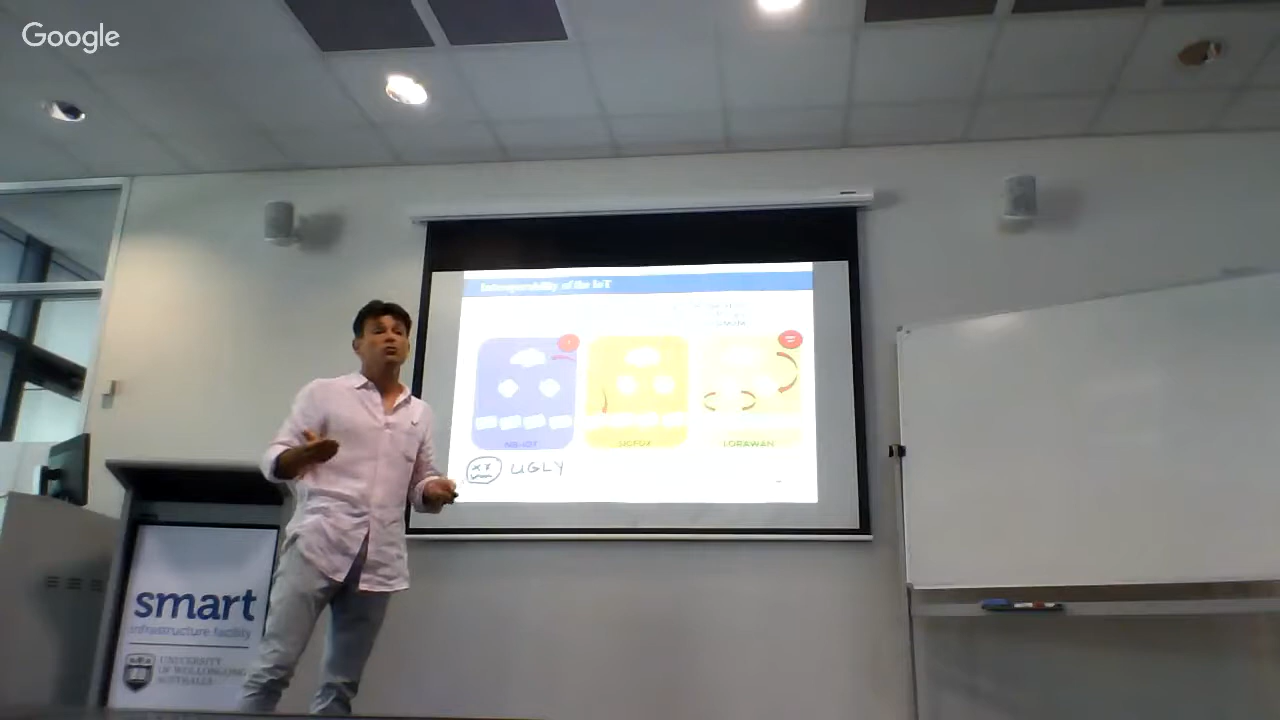 Google
Interoperability of the IoT
NB-IOT
SIGFOX
LORAWAN
UGLY
smart
infrastructure facility
UNIVERSITY
OF WOLLONGONG
AUSTRALIA